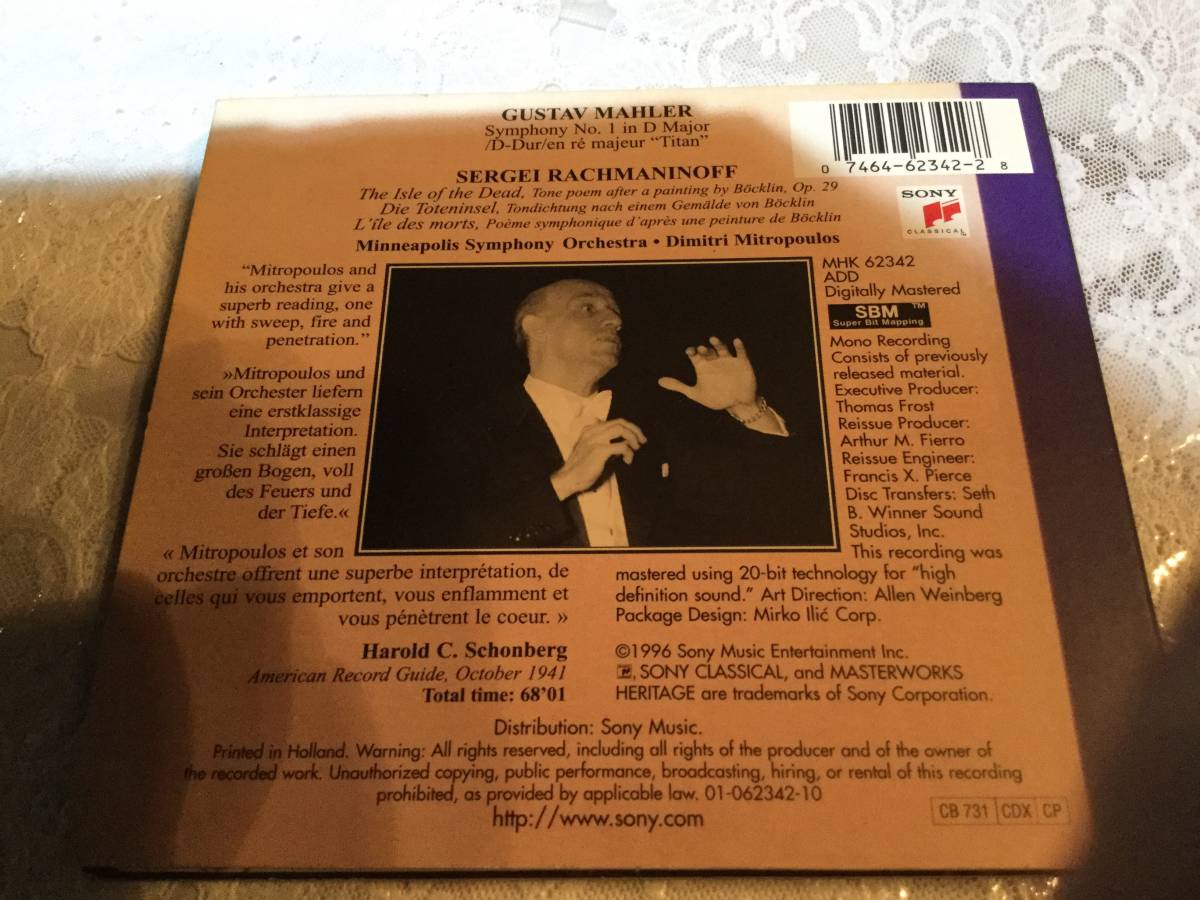 GUSTAV MAHLER
Symphony No. 1 in D Major
/D-Dur/en ré majeur “Titan”
SERGEI RACHMANINOFF
The Isle of the Dead, Tone poem after a painting by Böcklin, Op. 29
Die Toteninsel, Tondichtung nach einem Gemälde von Böcklin
L’île des morts, Poème symphonique d’après une peinture de Böcklin
Minneapolis Symphony Orchestra • Dimitri Mitropoulos
0 7464-62342-2 8
SONY
CLASSICAL
“Mitropoulos and
his orchestra give a
superb reading, one
with sweep, fire and
penetration.”
»Mitropoulos und
sein Orchester liefern
eine erstklassige
Interpretation.
Sie schlägt einen
großen Bogen, voll
des Feuers und
der Tiefe.«
« Mitropoulos et son
orchestre offrent une superbe interprétation, de
celles qui vous emportent, vous enflamment et
vous pénètrent le coeur. »
Harold C. Schonberg
American Record Guide, October 1941
Total time: 68’01
MHK 62342
ADD
Digitally Mastered
SBM™
Super Bit Mapping
Mono Recording
Consists of previously
released material.
Executive Producer:
Thomas Frost
Reissue Producer:
Arthur M. Fierro
Reissue Engineer:
Francis X. Pierce
Disc Transfers: Seth
B. Winner Sound
Studios, Inc.
This recording was
mastered using 20-bit technology for “high
definition sound.” Art Direction: Allen Weinberg
Package Design: Mirko Ilić Corp.
©1996 Sony Music Entertainment Inc.
, SONY CLASSICAL, and MASTERWORKS
HERITAGE are trademarks of Sony Corporation.
Distribution: Sony Music.
Printed in Holland. Warning: All rights reserved, including all rights of the producer and of the owner of
the recorded work. Unauthorized copying, public performance, broadcasting, hiring, or rental of this recording
prohibited, as provided by applicable law. 01-062342-10
http://www.sony.com
CB 731 CDX CP